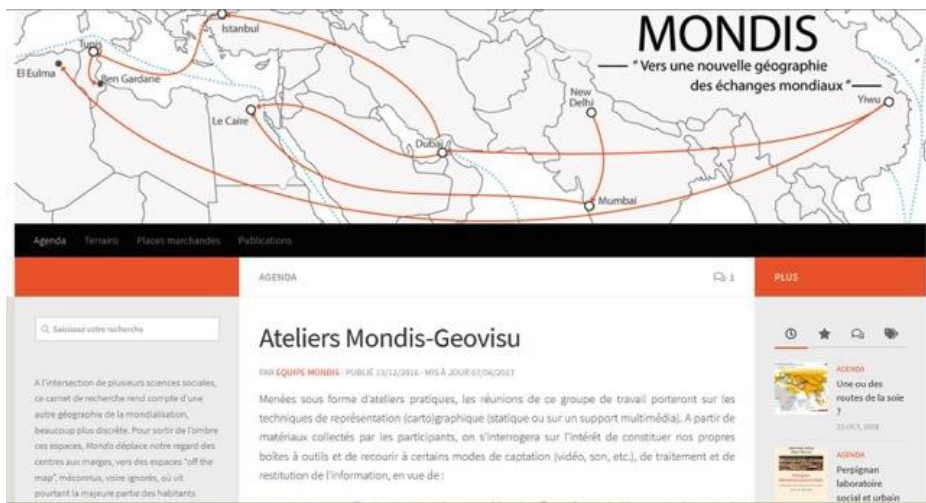 MONDIS
" Vers une nouvelle géographie
des échanges mondiaux "
Istanbul
Tunis
El Eulma
Ben Gardane
New
Delhi
Yiwu
Le Caire
Dubaï
Mumbai
Agenda Terrains Places marchandes Publications
AGENDA
1
PLUS
Saisissez votre recherche
Ateliers Mondis-Geovisu
PAR EQUIPE MONDIS · PUBLIÉ 13/12/2016 · MIS À JOUR 07/06/2017
Menées sous forme d'ateliers pratiques, les réunions de ce groupe de travail porteront sur les
techniques de représentation (carto)graphique (statique ou sur un support multimédia). A partir de
matériaux collectés par les participants, on s'interrogera sur l'intérêt de constituer nos propres
boîtes à outils et de recourir à certains modes de captation (vidéo, son, etc.), de traitement et de
restitution de l'information, en vue de :
A l'intersection de plusieurs sciences sociales,
ce carnet de recherche rend compte d'une
autre géographie de la mondialisation,
beaucoup plus discrète. Pour sortir de l'ombre
ces espaces, Mondis déplace notre regard des
centres aux marges, vers des espaces "off the
map", méconnus, voire ignorés, où vit
pourtant la majeure partie des habitants
AGENDA
Une ou des
routes de la soie
?
OCT, 2018
AGENDA
Perpignan
laboratoire
social et urbain